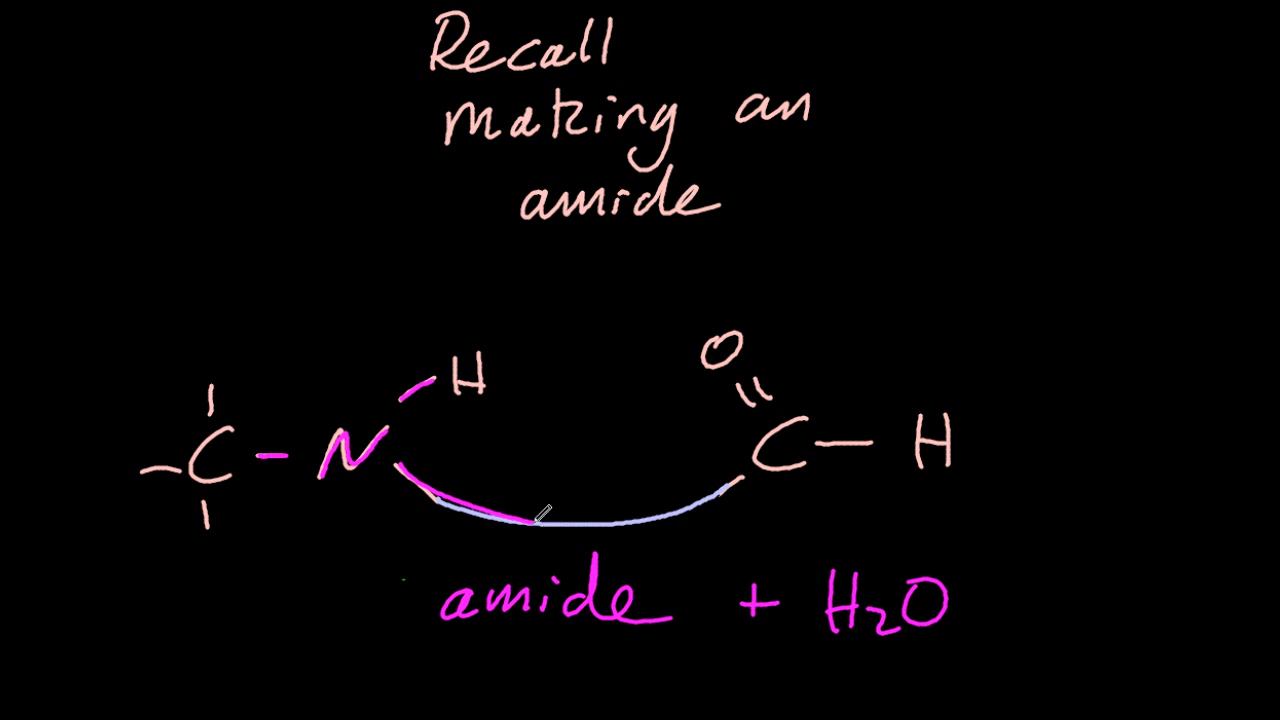 Recall
making an
amide
H
O
C - N
C - H
amide + H₂O